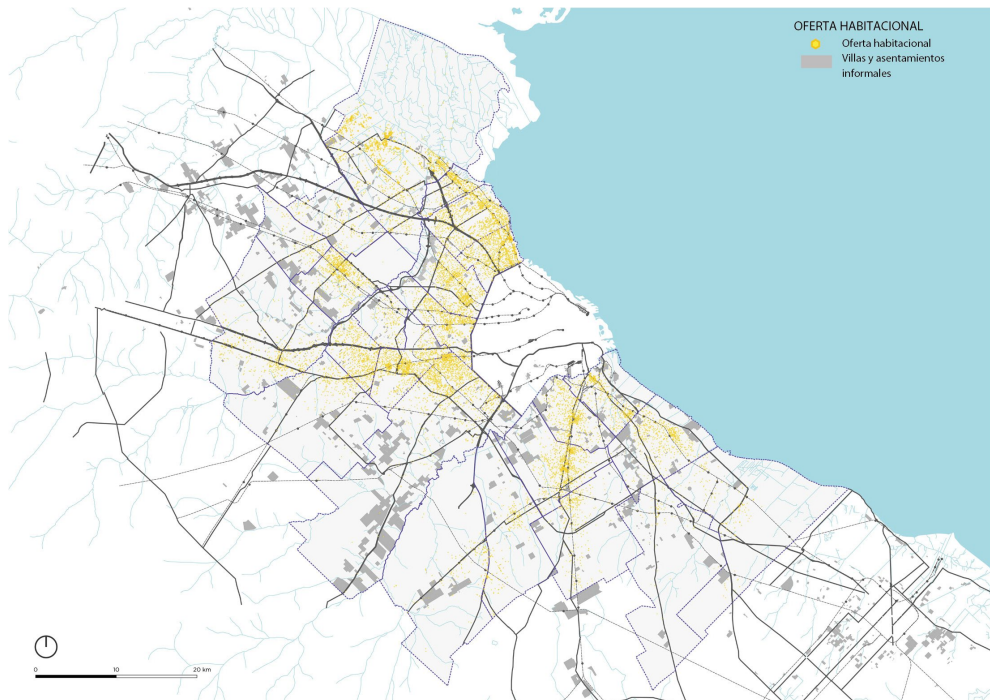 OFERTA HABITACIONAL
Oferta habitacional
Villas y asentamientos
informales
0 10 20 km